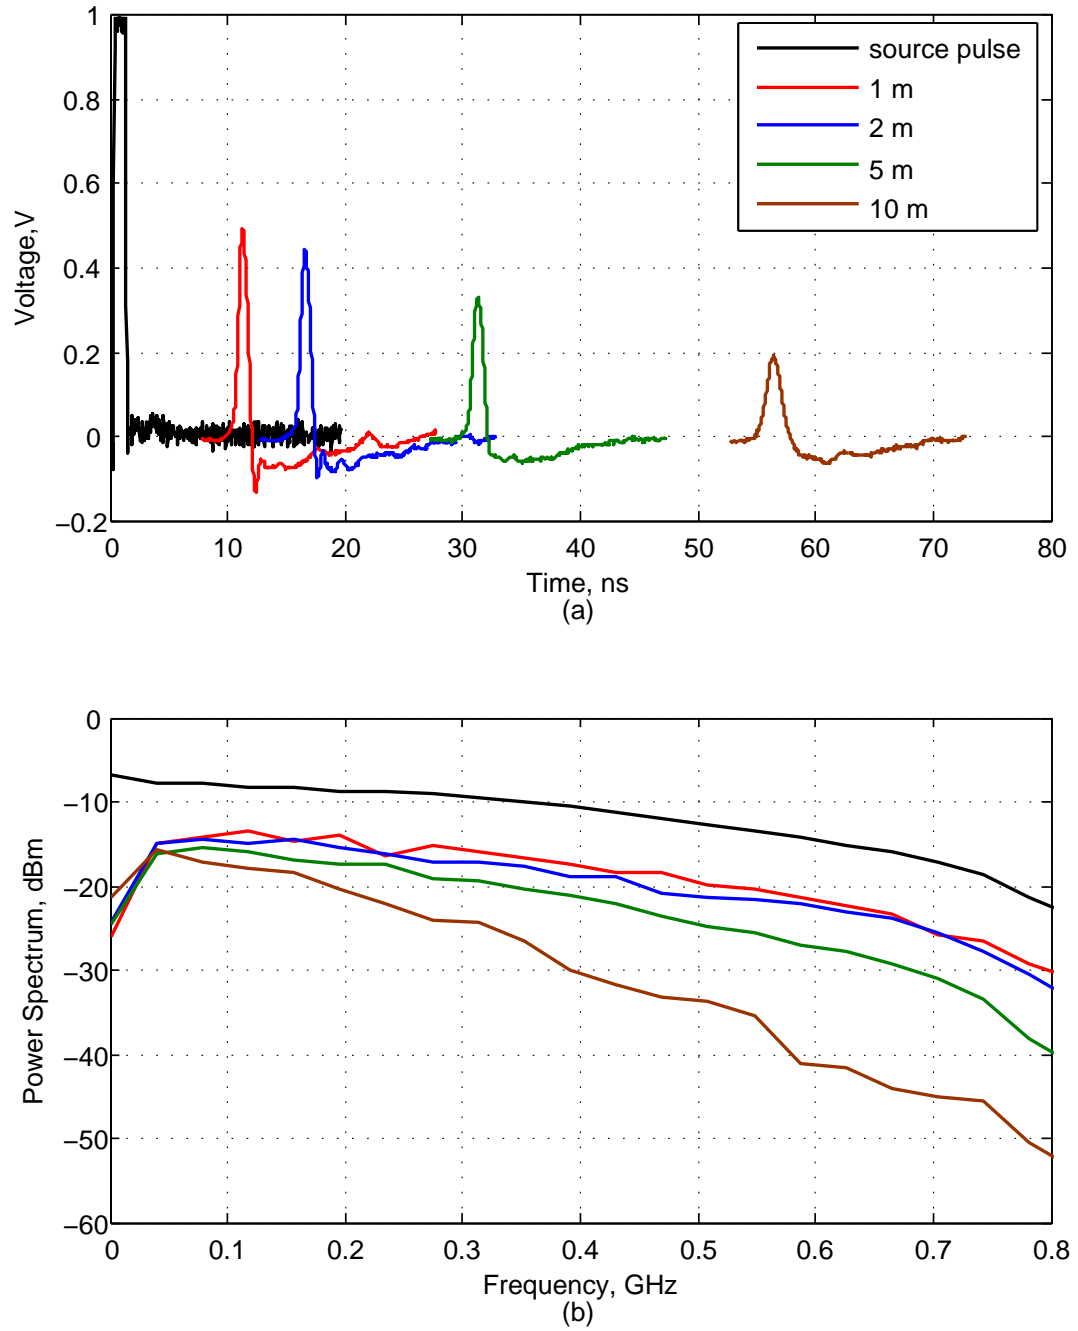 1
0.8
0.6
0.4
0.2
0
−0.2
Voltage,V
source pulse
1 m
2 m
5 m
10 m
0 10 20 30 40 50 60 70 80
Time, ns
(a)
0
−10
−20
−30
−40
−50
−60
Power Spectrum, dBm
0 0.1 0.2 0.3 0.4 0.5 0.6 0.7 0.8
Frequency, GHz
(b)